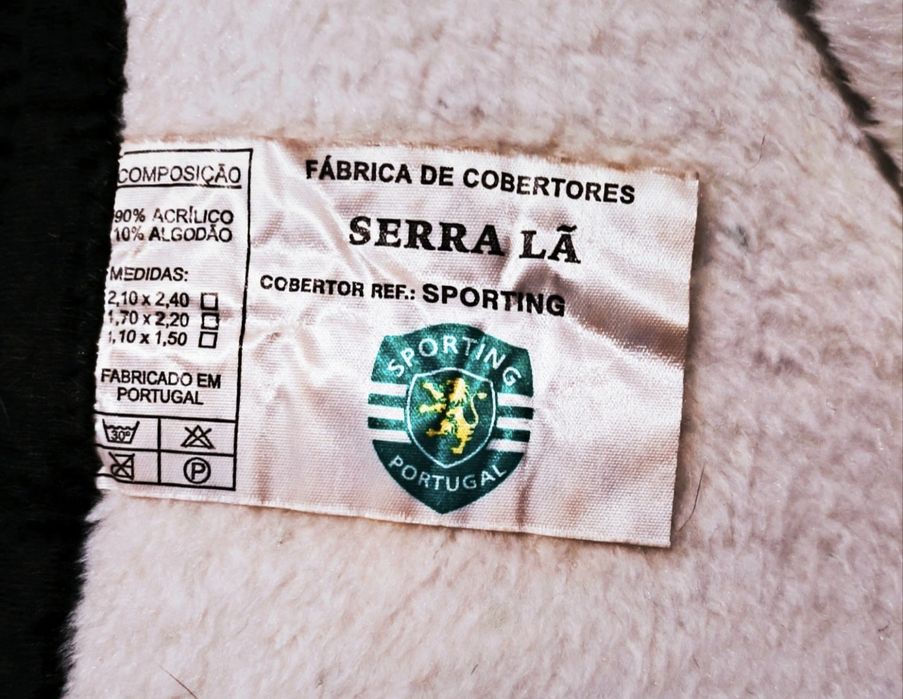 COMPOSIÇÃO
90% ACRÍLICO
10% ALGODÃO
MEDIDAS:
2,10 x 2,40
1,70 x 2,20
1,10 x 1,50
FABRICADO EM
PORTUGAL
30°
P
FÁBRICA DE COBERTORES
SERRA LÃ
COBERTOR REF.: SPORTING
SPORTING
PORTUGAL